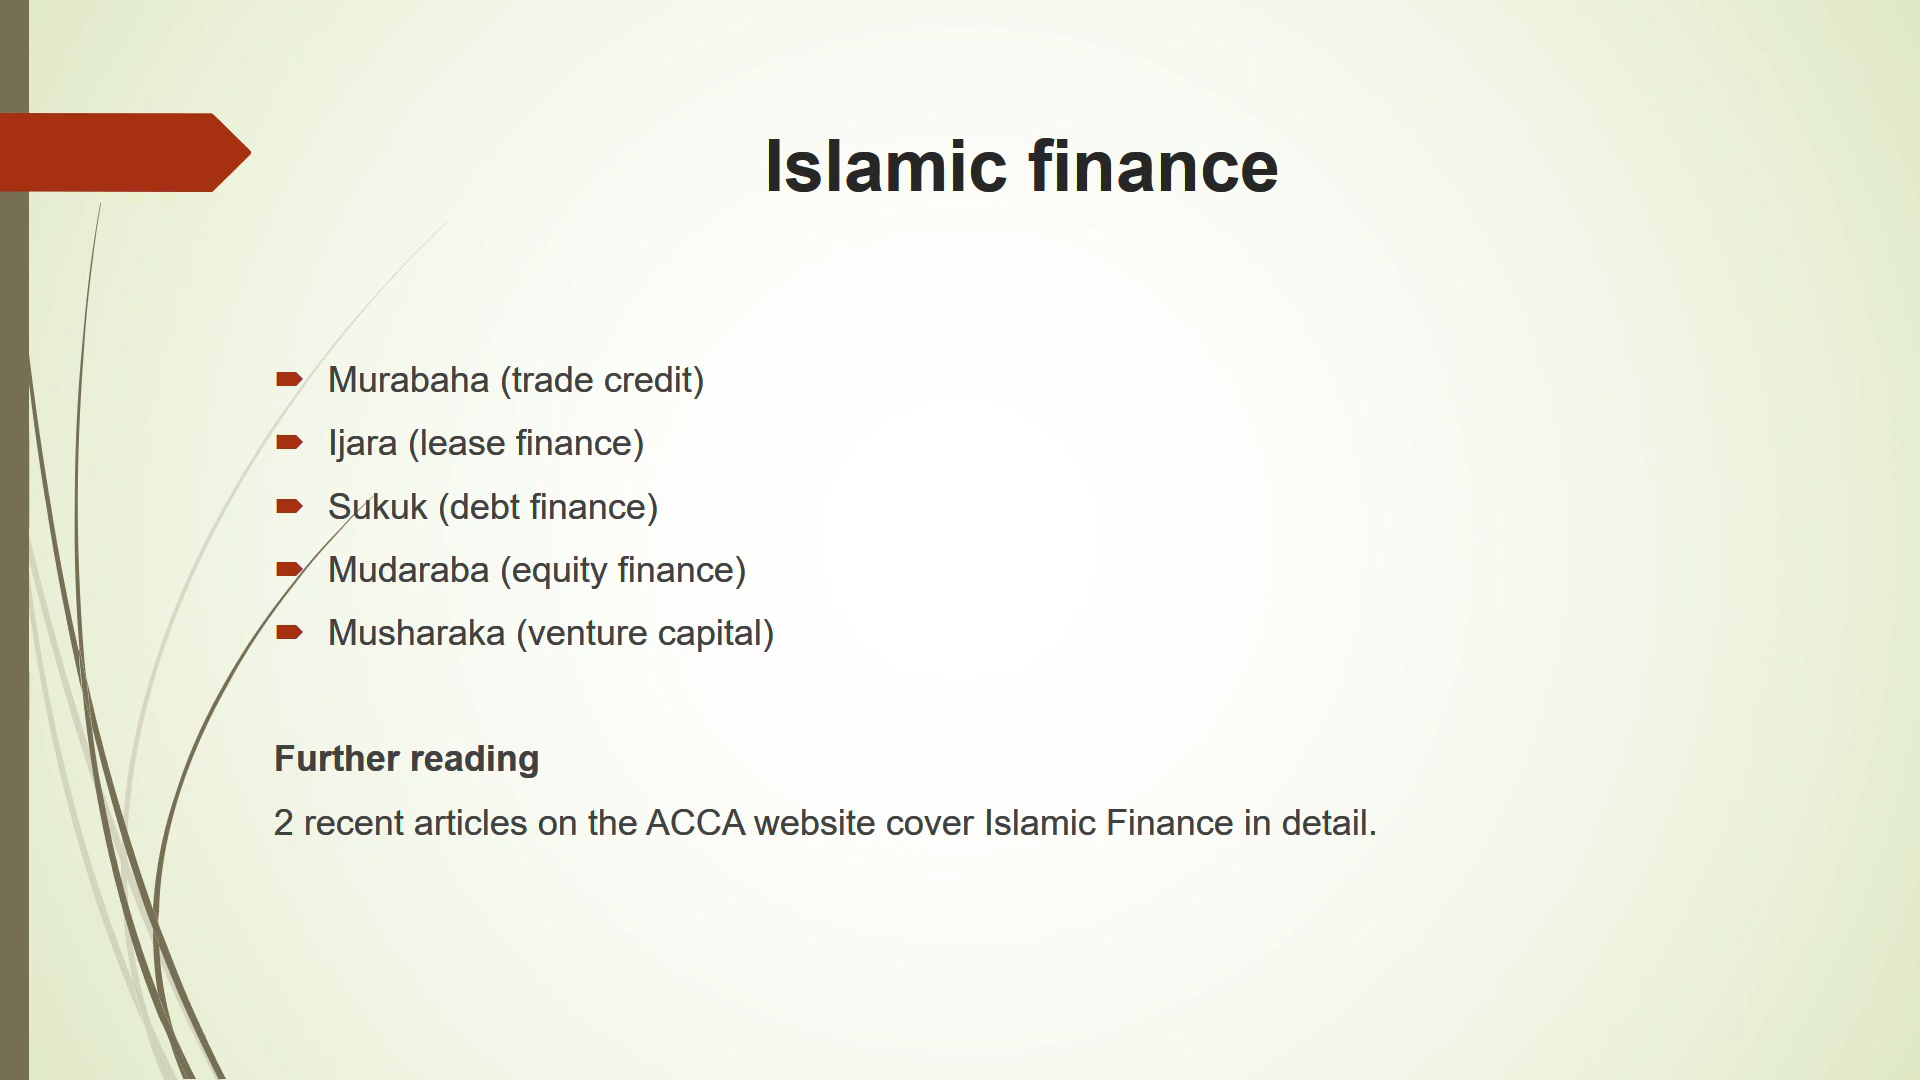 Islamic finance
Murabaha (trade credit)
Ijara (lease finance)
Sukuk (debt finance)
Mudaraba (equity finance)
Musharaka (venture capital)
Further reading
2 recent articles on the ACCA website cover Islamic Finance in detail.